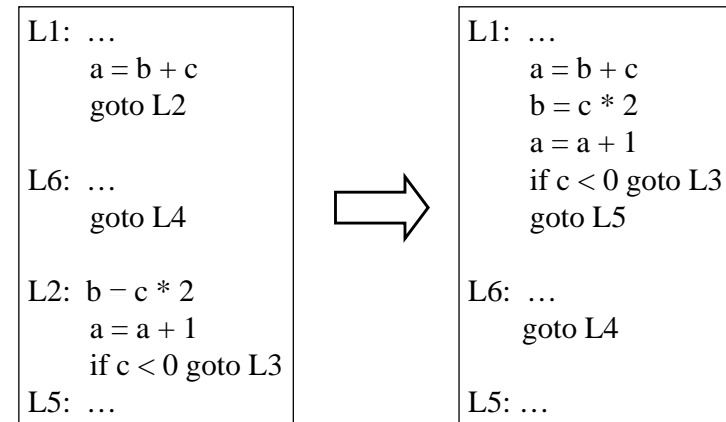 L1: …
a = b + c
goto L2
L6: …
goto L4
L2: b − c * 2
a = a + 1
if c < 0 goto L3
L5: …
L1: …
a = b + c
b = c * 2
a = a + 1
if c < 0 goto L3
goto L5
L6: …
goto L4
L5: …